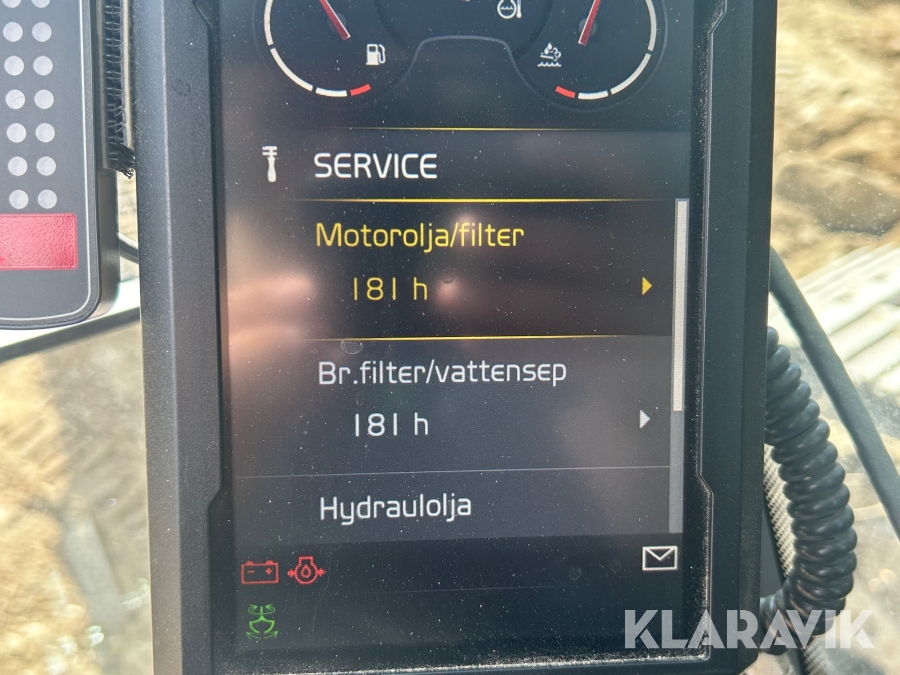 SERVICE
Motorolja/filter
181 h
Br.filter/vattensep
181 h
Hydraulolja
KLARAVIK